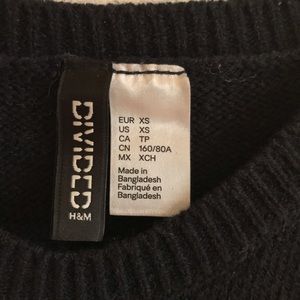 DIVIDED
H&M
EUR XS
US XS
CA TP
CN 160/80A
MX XCH
Made in
Bangladesh
Fabriqué en
Bangladesh